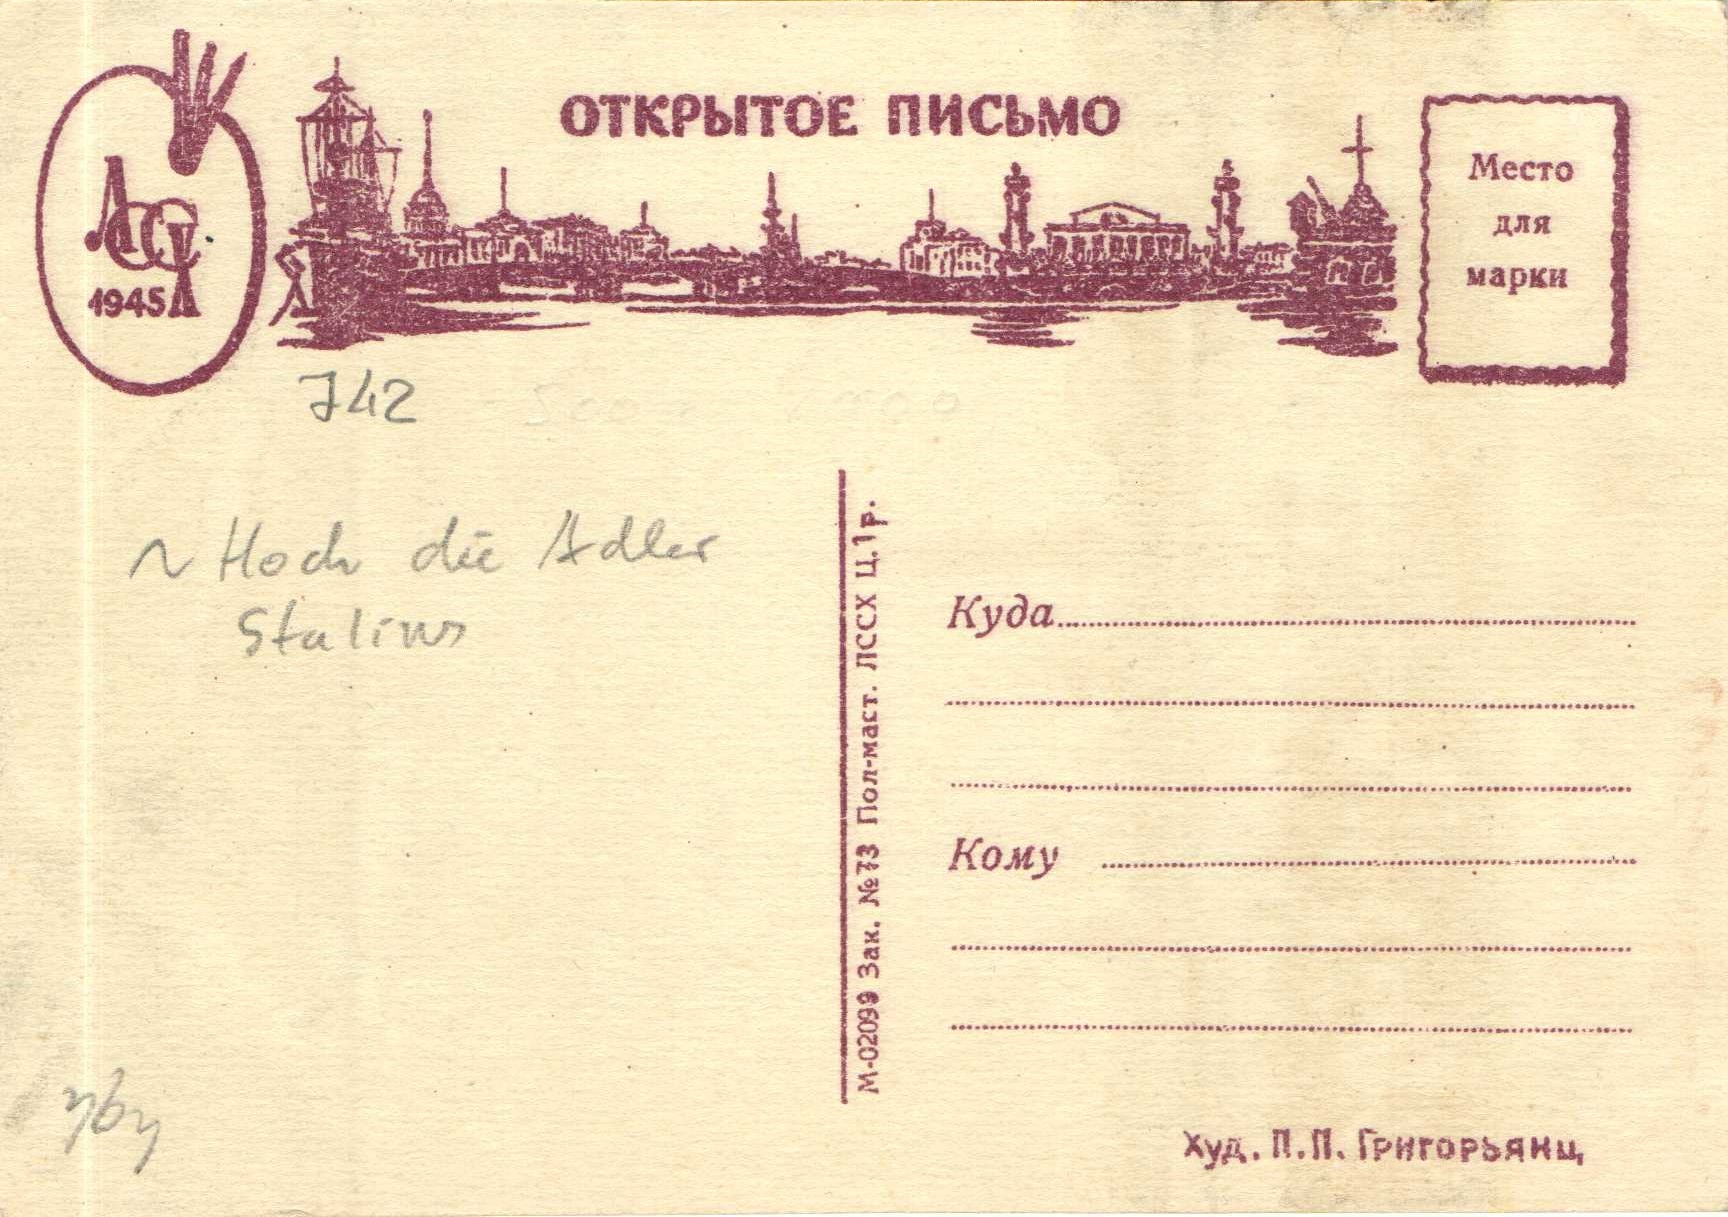 ЛССХ
1945
ОТКРЫТОЕ ПИСЬМО
Место
для
марки
742
~ Hoch die Adler
Stalins
М-02099 Зак. №73 Пол-маст. ЛССХ Ц.1р.
Куда
Кому
Худ. П.П. Григорьянц